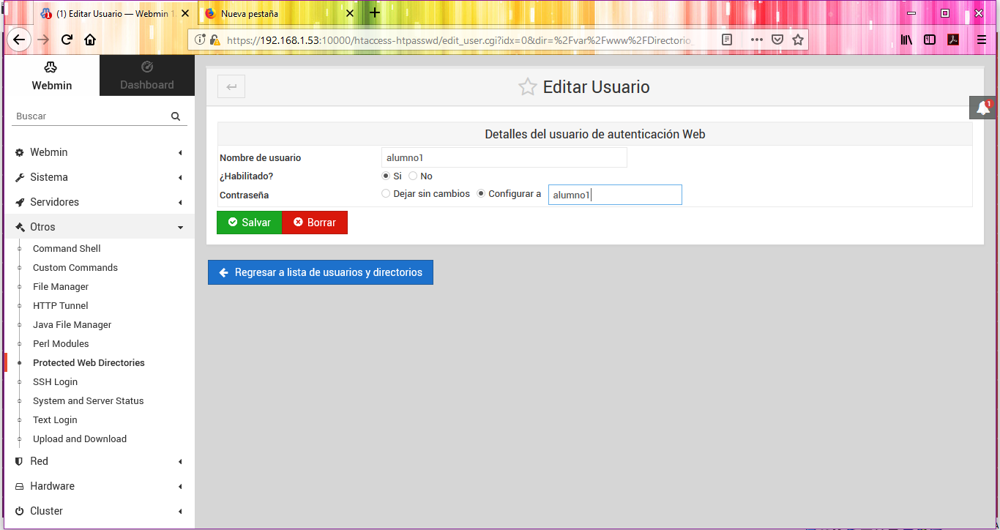 (1) Editar Usuario — Webmin 1
Nueva pestaña
https://192.168.1.53:10000/htaccess-htpasswd/edit_user.cgi?idx=0&dir=%2Fvar%2Fwww%2FDirectorio_
Webmin
Dashboard
Buscar
Webmin
Sistema
Servidores
Otros
Command Shell
Custom Commands
File Manager
HTTP Tunnel
Java File Manager
Perl Modules
Protected Web Directories
SSH Login
System and Server Status
Text Login
Upload and Download
Red
Hardware
Cluster
Editar Usuario
1
Detalles del usuario de autenticación Web
Nombre de usuario alumno1
¿Habilitado? Si No
Contraseña Dejar sin cambios Configurar a alumno1
Salvar Borrar
Regresar a lista de usuarios y directorios